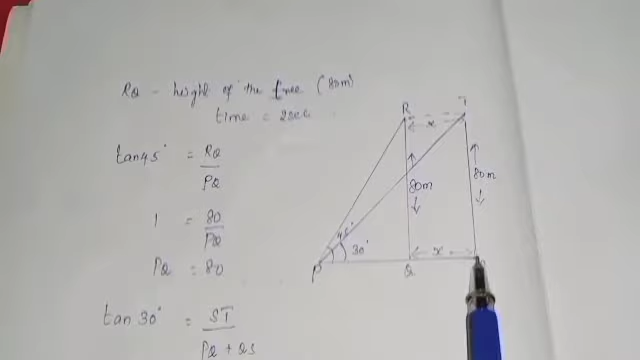 RQ - height of the tree (80m)
time = 2sec
tan45° = RQ
PQ
1 = 80
PQ
PQ = 80
tan 30° = ST
PQ + QS
R
T
x
80m
80m
45°
30°
x
P
Q